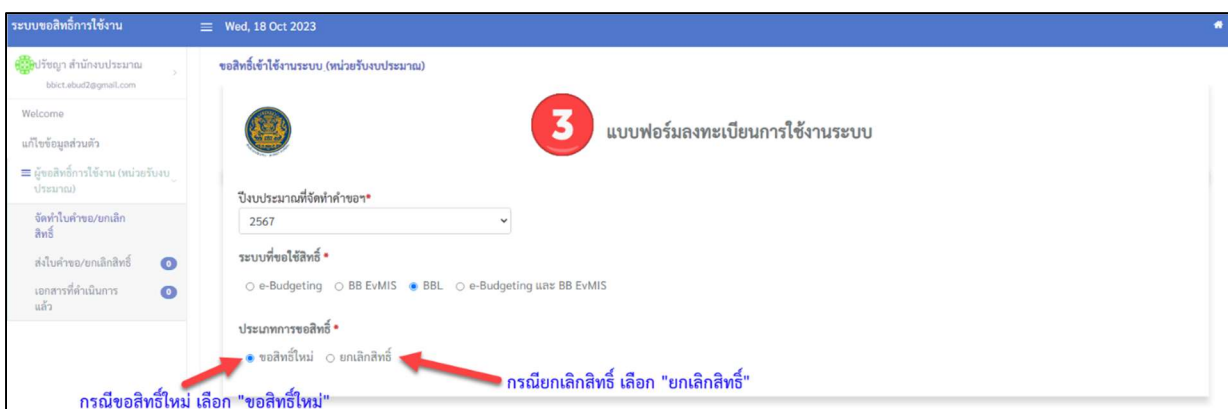 ระบบขอสิทธิ์การใช้งาน
Wed, 18 Oct 2023
ปรัชญา สำนักงบประมาณ
bbict.ebud2@gmail.com
Welcome
แก้ไขข้อมูลส่วนตัว
ผู้ขอสิทธิ์การใช้งาน (หน่วยรับงบ
ประมาณ)
จัดทำใบคำขอ/ยกเลิก
สิทธิ์
ส่งใบคำขอ/ยกเลิกสิทธิ์ 0
เอกสารที่ดำเนินการ 0
แล้ว
ขอสิทธิ์เข้าใช้งานระบบ (หน่วยรับงบประมาณ)
3 แบบฟอร์มลงทะเบียนการใช้งานระบบ
ปีงบประมาณที่จัดทำคำขอฯ*
2567
ระบบที่ขอใช้สิทธิ์ *
e-Budgeting BB EvMIS BBL e-Budgeting และ BB EvMIS
ประเภทการขอสิทธิ์ *
ขอสิทธิ์ใหม่ ยกเลิกสิทธิ์
กรณียกเลิกสิทธิ์ เลือก "ยกเลิกสิทธิ์"
กรณีขอสิทธิ์ใหม่ เลือก "ขอสิทธิ์ใหม่"